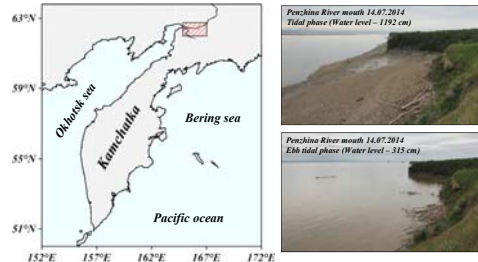 63°N
59°N
55°N
51°N
152°E
157°E
162°E
167°E
172°E
Okhotsk sea
Kamchatka
Bering sea
Pacific ocean
Penzhina River mouth 14.07.2014
Tidal phase (Water level – 1192 cm)
Penzhina River mouth 14.07.2014
Ebb tidal phase (Water level – 315 cm)